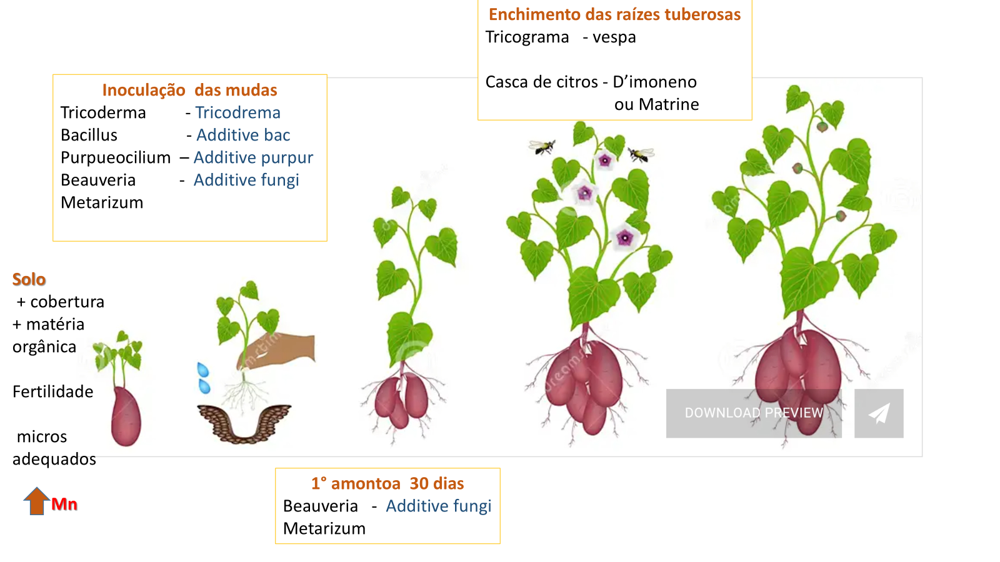 Enchimento das raízes tuberosas
Tricograma - vespa
Casca de citros - D’imoneno
ou Matrine
Inoculação das mudas
Tricoderma - Tricodrema
Bacillus - Additive bac
Purpueocilium – Additive purpur
Beauveria - Additive fungi
Metarizum
Solo
+ cobertura
+ matéria
orgânica
Fertilidade
micros
adequados
Mn
DOWNLOAD PREVIEW
1° amontoa 30 dias
Beauveria - Additive fungi
Metarizum